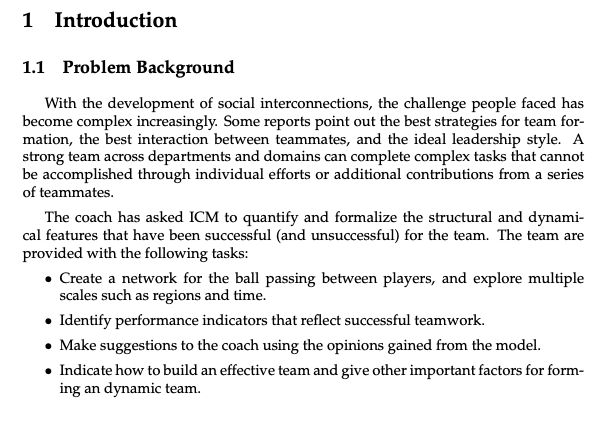 1 Introduction
1.1 Problem Background
With the development of social interconnections, the challenge people faced has
become complex increasingly. Some reports point out the best strategies for team for-
mation, the best interaction between teammates, and the ideal leadership style. A
strong team across departments and domains can complete complex tasks that cannot
be accomplished through individual efforts or additional contributions from a series
of teammates.
The coach has asked ICM to quantify and formalize the structural and dynami-
cal features that have been successful (and unsuccessful) for the team. The team are
provided with the following tasks:
• Create a network for the ball passing between players, and explore multiple
scales such as regions and time.
• Identify performance indicators that reflect successful teamwork.
• Make suggestions to the coach using the opinions gained from the model.
• Indicate how to build an effective team and give other important factors for form-
ing an dynamic team.